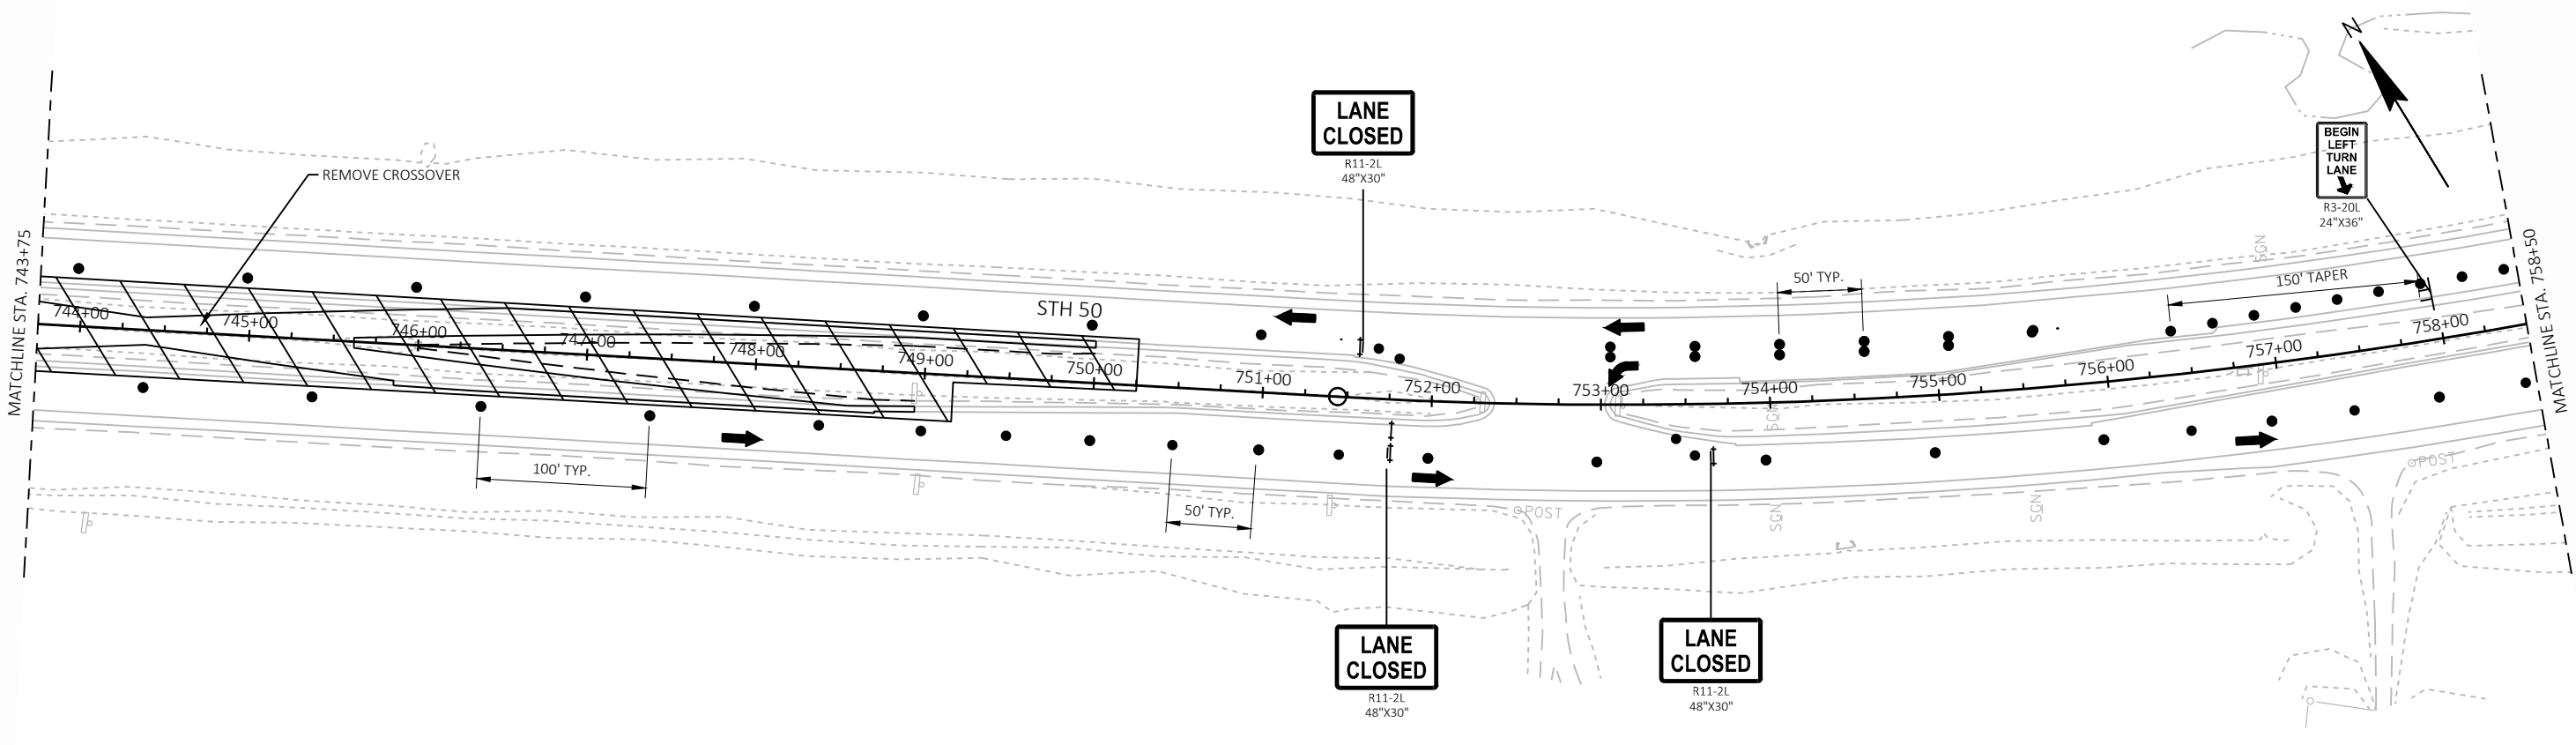 N
LANE
CLOSED
R11-2L
48"X30"
BEGIN
LEFT
TURN
LANE
R3-20L
24"X36"
REMOVE CROSSOVER
MATCHLINE STA. 743+75
MATCHLINE STA. 758+50
SGN
50' TYP.
150' TAPER
STH 50
744+00
745+00
746+00
747+00
748+00
749+00
750+00
751+00
752+00
753+00
754+00
755+00
756+00
757+00
758+00
SGN
100' TYP.
50' TYP.
POST
SGN
SGN
POST
LANE
CLOSED
R11-2L
48"X30"
LANE
CLOSED
R11-2L
48"X30"